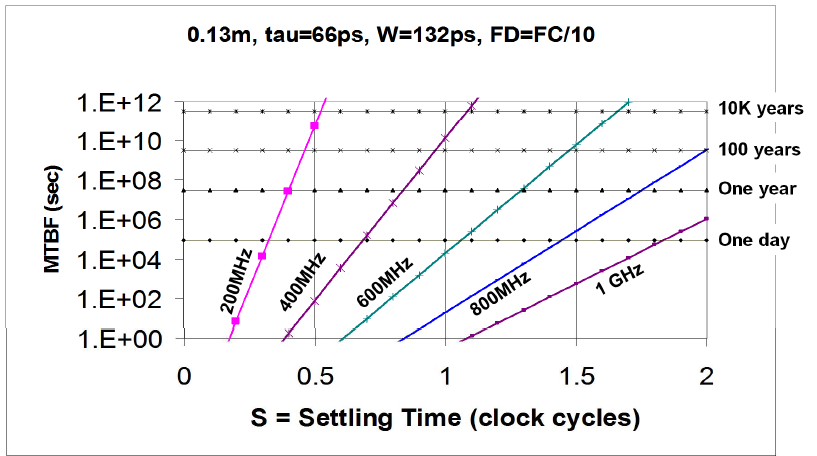 0.13m, tau=66ps, W=132ps, FD=FC/10
1.E+12
10K years
1.E+10
100 years
1.E+08
One year
1.E+06
One day
1.E+04
1.E+02
1.E+00
MTBF (sec)
200MHz
400MHz
600MHz
800MHz
1 GHz
0
0.5
1
1.5
2
S = Settling Time (clock cycles)